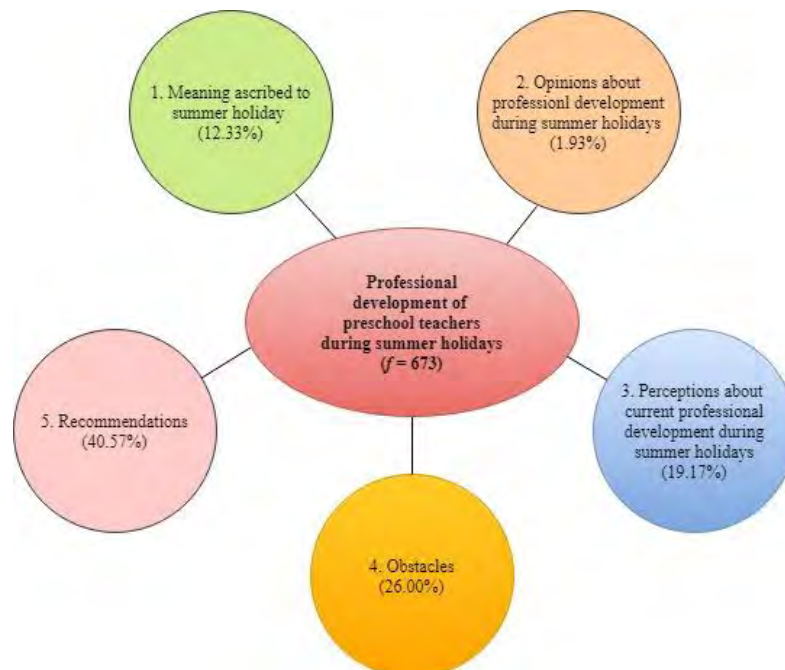 1. Meaning ascribed to
summer holiday
(12.33%)
2. Opinions about
professionl development
during summer holidays
(1.93%)
Professional
development of
preschool teachers
during summer holidays
(f = 673)
3. Perceptions about
current professional
development during
summer holidays
(19.17%)
5. Recommendations
(40.57%)
4. Obstacles
(26.00%)